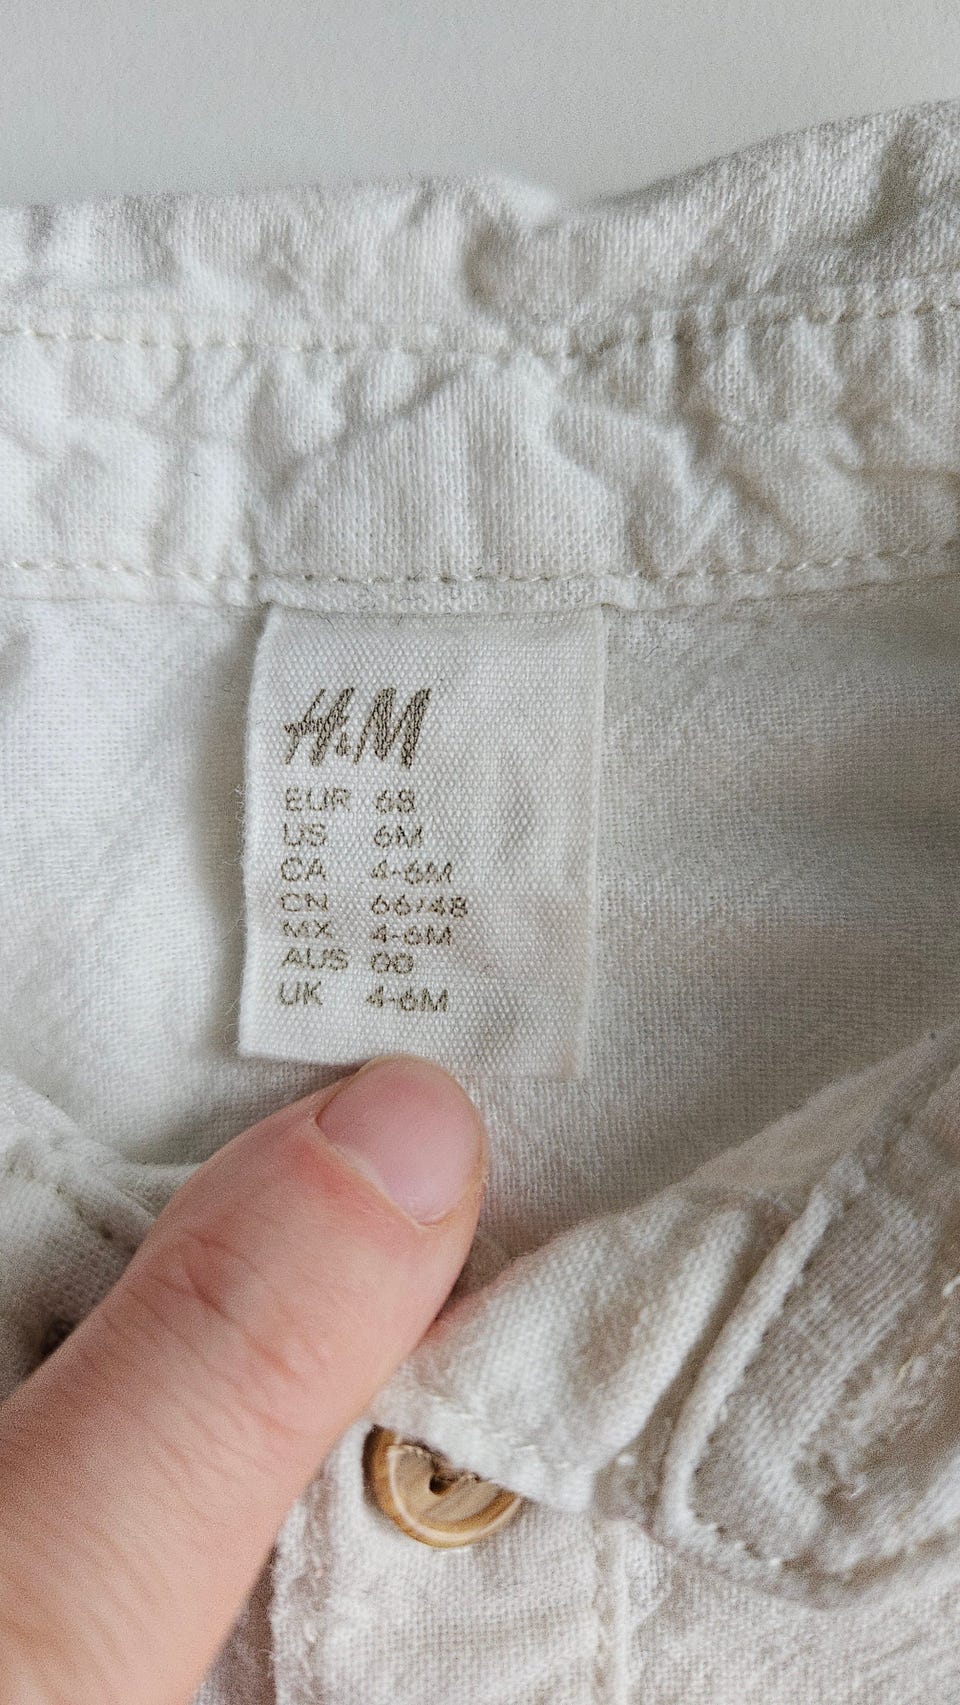 H&M
EUR 68
US 6M
CA 4-6M
CN 66/48
MX 4-6M
AUS 00
UK 4-6M